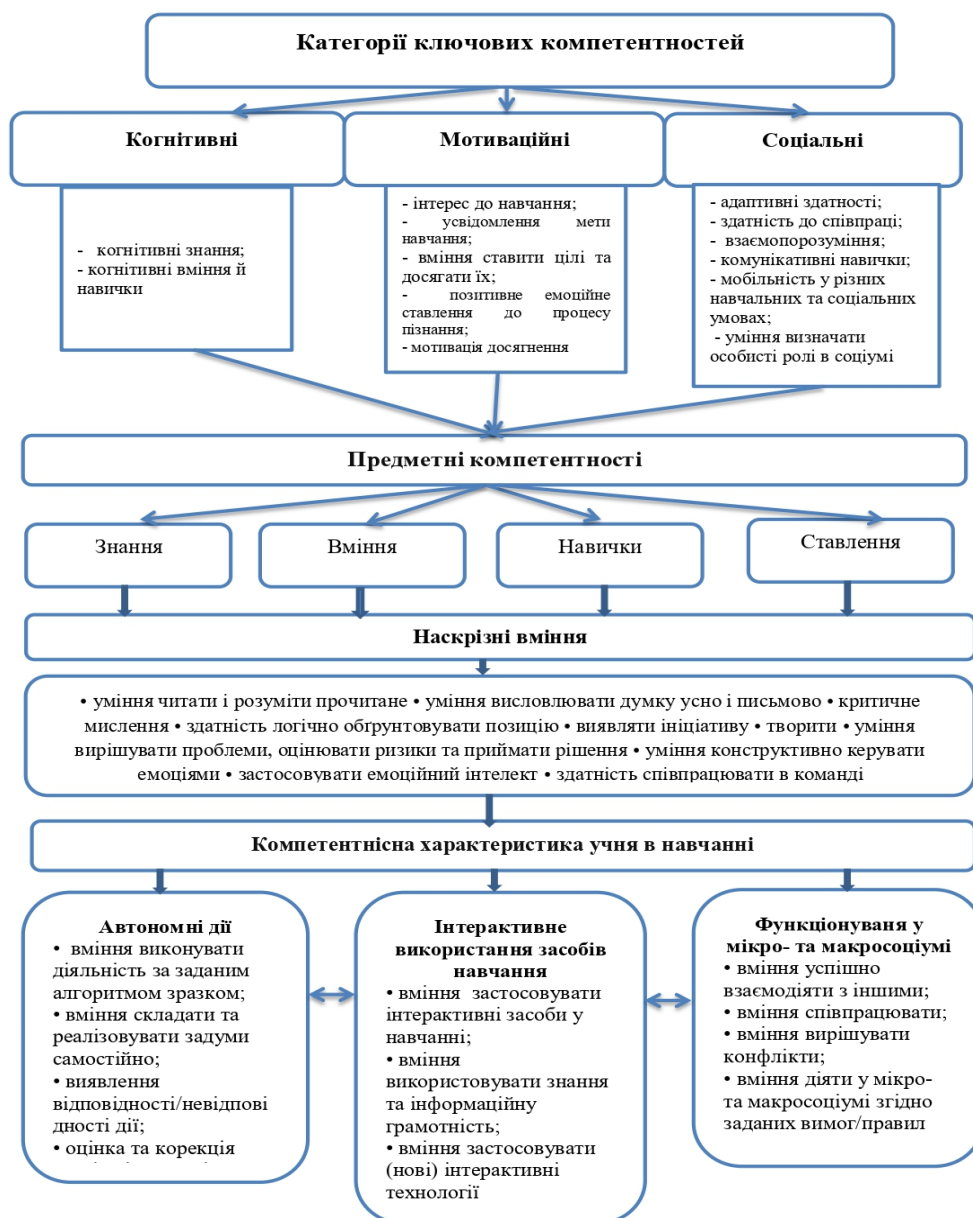 Категорії ключових компетентностей
Когнитивні
Мотиваційні
Соціальні
- когнитивні знання;
- когнитивні вміння й
навички
- інтерес до навчання;
- усвідомлення мети
навчання;
- вміння ставити цілі та
досягати їх;
- позитивне емоційне
ставлення до процесу
пізнання;
- мотивація досягнення
- адаптивні здатності;
- здатність до співпраці;
- взаємопорозуміння;
- комунікативні навички;
- мобільність у різних
навчальних та соціальних
умовах;
- уміння визначати
особисті ролі в соціумі
Предметні компетентності
Знання
Вміння
Навички
Ставлення
Наскрізні вміння
• уміння читати і розуміти прочитане • уміння висловлювати думку усно і письмово • критичне
мислення • здатність логічно обґрунтовувати позицію • виявляти ініціативу • творити • уміння
вирішувати проблеми, оцінювати ризики та приймати рішення • уміння конструктивно керувати
емоціями • застосовувати емоційний інтелект • здатність співпрацювати в команді
Компетентнісна характеристика учня в навчанні
Автономні дії
• вміння виконувати
діяльність за заданим
алгоритмом зразком;
• вміння складати та
реалізовувати задуми
самостійно;
• виявлення
відповідності/невідпові
дності дії;
• оцінка та корекція
Інтерактивне
використання засобів
навчання
• вміння застосовувати
інтерактивні засоби у
навчанні;
• вміння
використовувати знання
та інформаційну
грамотність;
• вміння застосовувати
(нові) інтерактивні
технології
Функціонуваня у
мікро- та макросоціумі
• вміння успішно
взаємодіяти з іншими;
• вміння співпрацювати;
• вміння вирішувати
конфлікти;
• вміння діяти у мікро-
та макросоціумі згідно
заданих вимог/правил